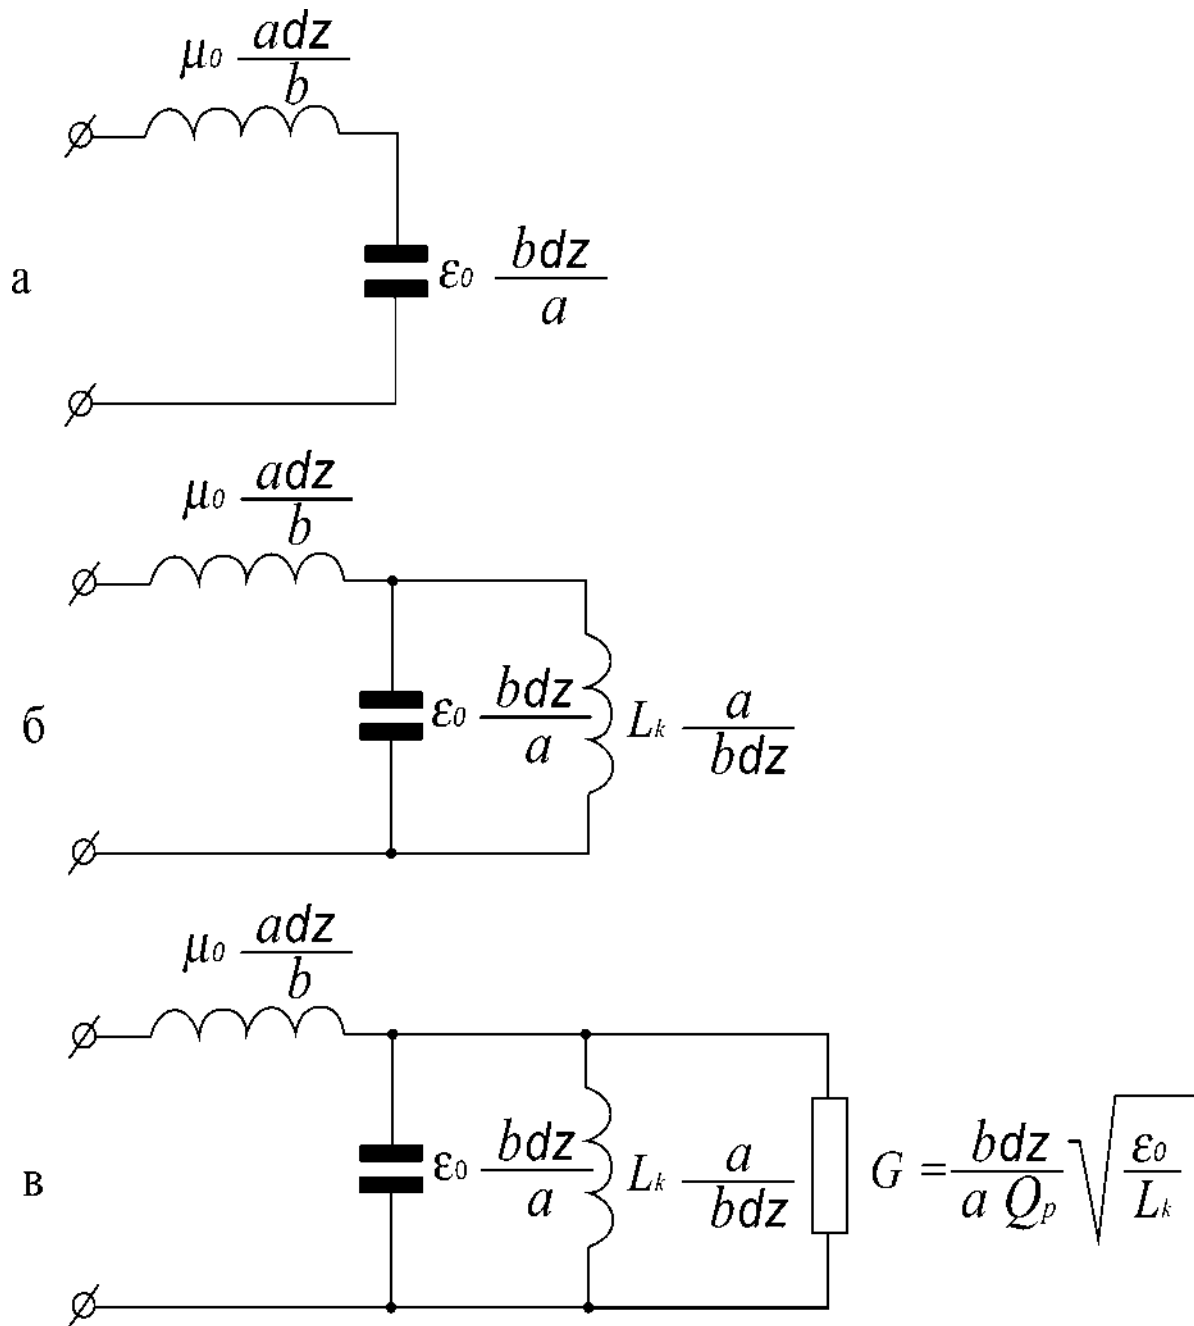 μ₀ adz/b
а
ε₀ bdz/a
μ₀ adz/b
б
ε₀ bdz/a
Lₖ a/bdz
μ₀ adz/b
в
ε₀ bdz/a
Lₖ a/bdz
G = bdz/a Qₚ √ε₀/Lₖ